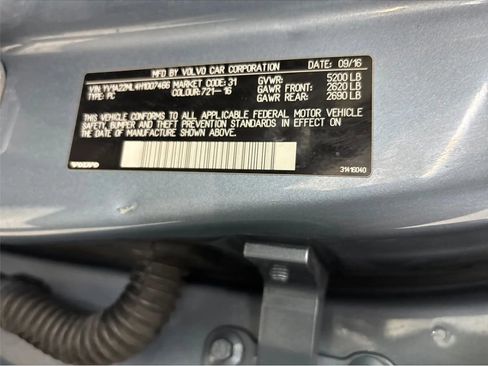 MFD BY VOLVO CAR CORPORATION DATE: 09/16
VIN: YV1A22ML4H1007466 MARKET CODE: 31 GVWR: 5200 LB
TYPE: PC COLOUR: 721-16 GAWR FRONT: 2620 LB
GAWR REAR: 2690 LB
THIS VEHICLE CONFORMS TO ALL APPLICABLE FEDERAL MOTOR VEHICLE
SAFETY, BUMPER AND THEFT PREVENTION STANDARDS IN EFFECT ON
THE DATE OF MANUFACTURE SHOWN ABOVE.
VOLVO 31416040